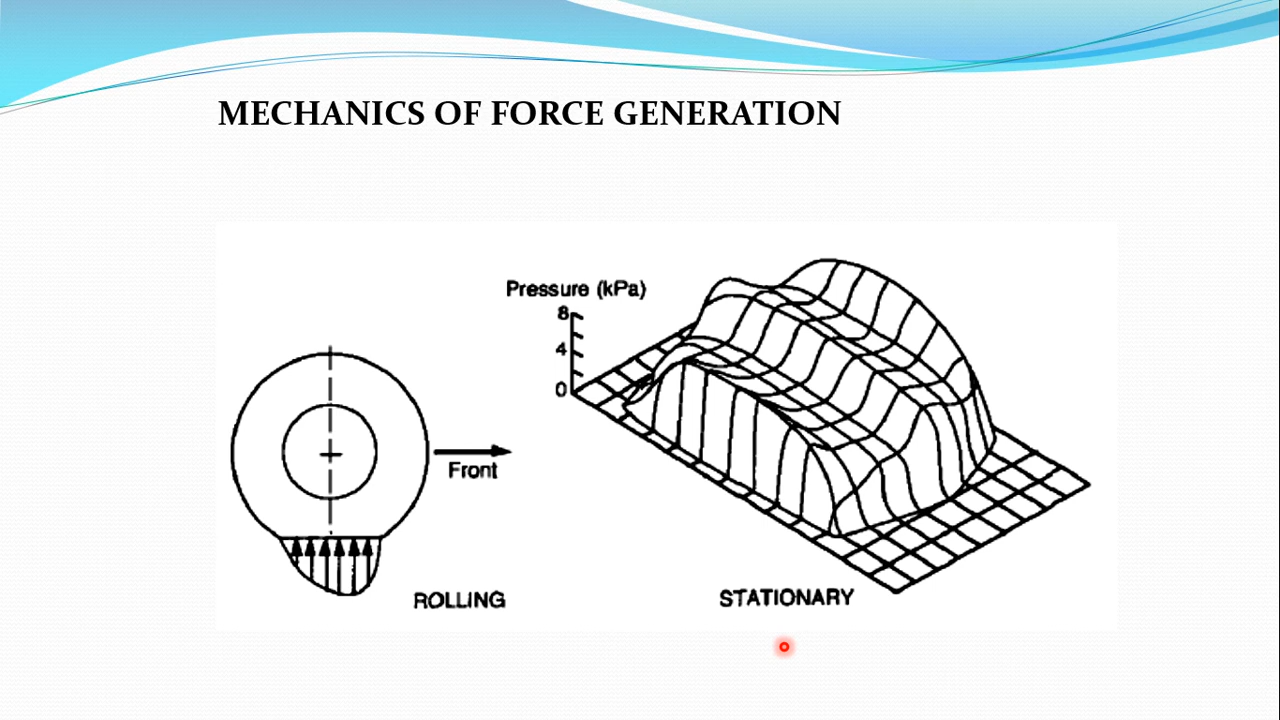 MECHANICS OF FORCE GENERATION
Pressure (kPa)
8
4
0
Front
ROLLING
STATIONARY